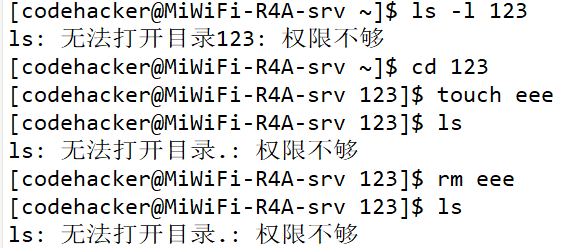 [codehacker@MiWiFi-R4A-srv ~]$ ls -l 123
ls: 无法打开目录123: 权限不够
[codehacker@MiWiFi-R4A-srv ~]$ cd 123
[codehacker@MiWiFi-R4A-srv 123]$ touch eee
[codehacker@MiWiFi-R4A-srv 123]$ ls
ls: 无法打开目录.: 权限不够
[codehacker@MiWiFi-R4A-srv 123]$ rm eee
[codehacker@MiWiFi-R4A-srv 123]$ ls
ls: 无法打开目录.: 权限不够